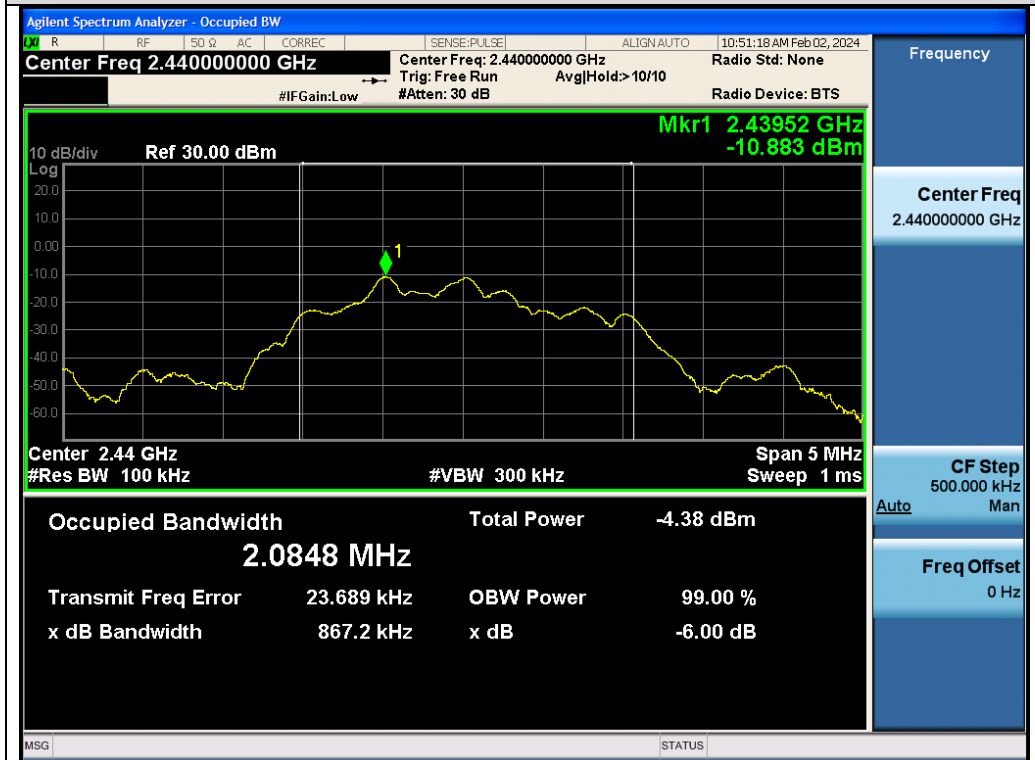 Agilent Spectrum Analyzer - Occupied BW
LXI R RF 50 Ω AC CORREC SENSE:PULSE ALIGN AUTO 10:51:18 AM Feb 02, 2024
Center Freq 2.440000000 GHz
Center Freq: 2.440000000 GHz
Radio Std: None
Trig: Free Run Avg|Hold:> 10/10
#IFGain:Low #Atten: 30 dB
Radio Device: BTS
Mkr1 2.43952 GHz
-10.883 dBm
10 dB/div Ref 30.00 dBm
Log
20.0
10.0
0.00
-10.0
-20.0
-30.0
-40.0
-50.0
-60.0
1
Center 2.44 GHz Span 5 MHz
#Res BW 100 kHz #VBW 300 kHz Sweep 1 ms
Occupied Bandwidth Total Power -4.38 dBm
2.0848 MHz
Transmit Freq Error 23.689 kHz OBW Power 99.00 %
x dB Bandwidth 867.2 kHz x dB -6.00 dB
Frequency
Center Freq
2.440000000 GHz
CF Step
500.000 kHz
Auto Man
Freq Offset
0 Hz
MSG STATUS